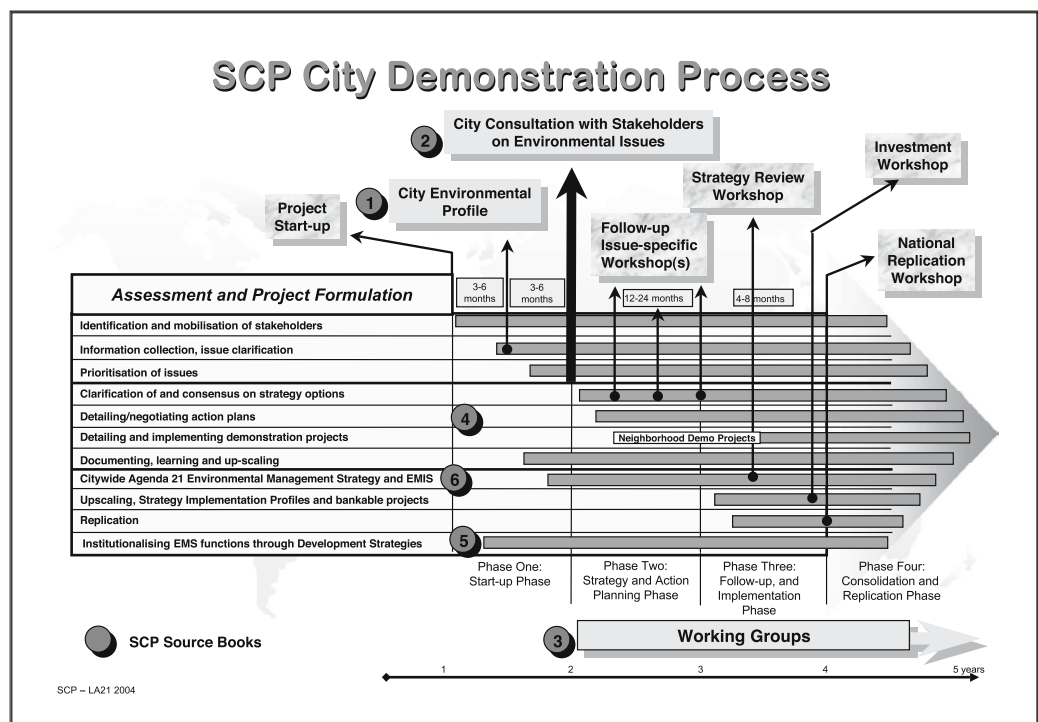 SCP City Demonstration Process
2
City Consultation with Stakeholders
on Environmental Issues
Investment
Workshop
Strategy Review
Workshop
1
City Environmental
Profile
Project
Start-up
Follow-up
Issue-specific
Workshop(s)
National
Replication
Workshop
Assessment and Project Formulation
3-6
months
3-6
months
12-24 months
4-8 months
Identification and mobilisation of stakeholders
Information collection, issue clarification
Prioritisation of issues
Clarification of and consensus on strategy options
Detailing/negotiating action plans
4
Detailing and implementing demonstration projects
Neighborhood Demo Projects
Documenting, learning and up-scaling
Citywide Agenda 21 Environmental Management Strategy and EMIS
6
Upscaling, Strategy Implementation Profiles and bankable projects
Replication
Institutionalising EMS functions through Development Strategies
5
Phase One:
Start-up Phase
Phase Two:
Strategy and Action
Planning Phase
Phase Three:
Follow-up, and
Implementation
Phase
Phase Four:
Consolidation and
Replication Phase
SCP Source Books
3
Working Groups
1 2 3 4 5 years
SCP – LA21 2004